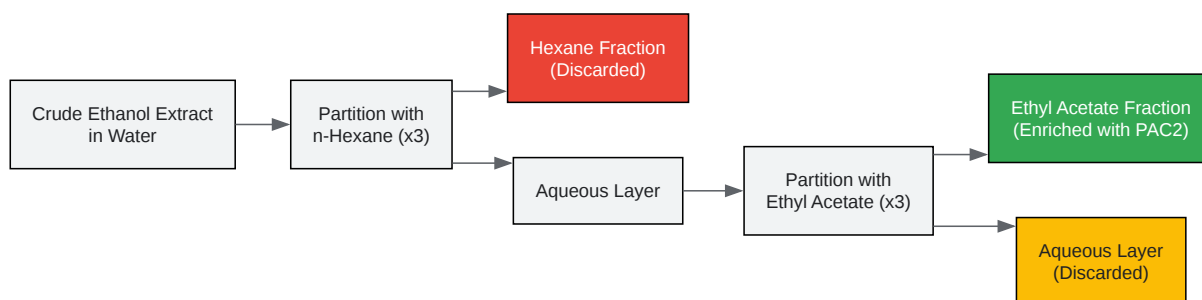 Crude Ethanol Extract
in Water
Partition with
n-Hexane (x3)
Hexane Fraction
(Discarded)
Aqueous Layer
Partition with
Ethyl Acetate (x3)
Ethyl Acetate Fraction
(Enriched with PAC2)
Aqueous Layer
(Discarded)